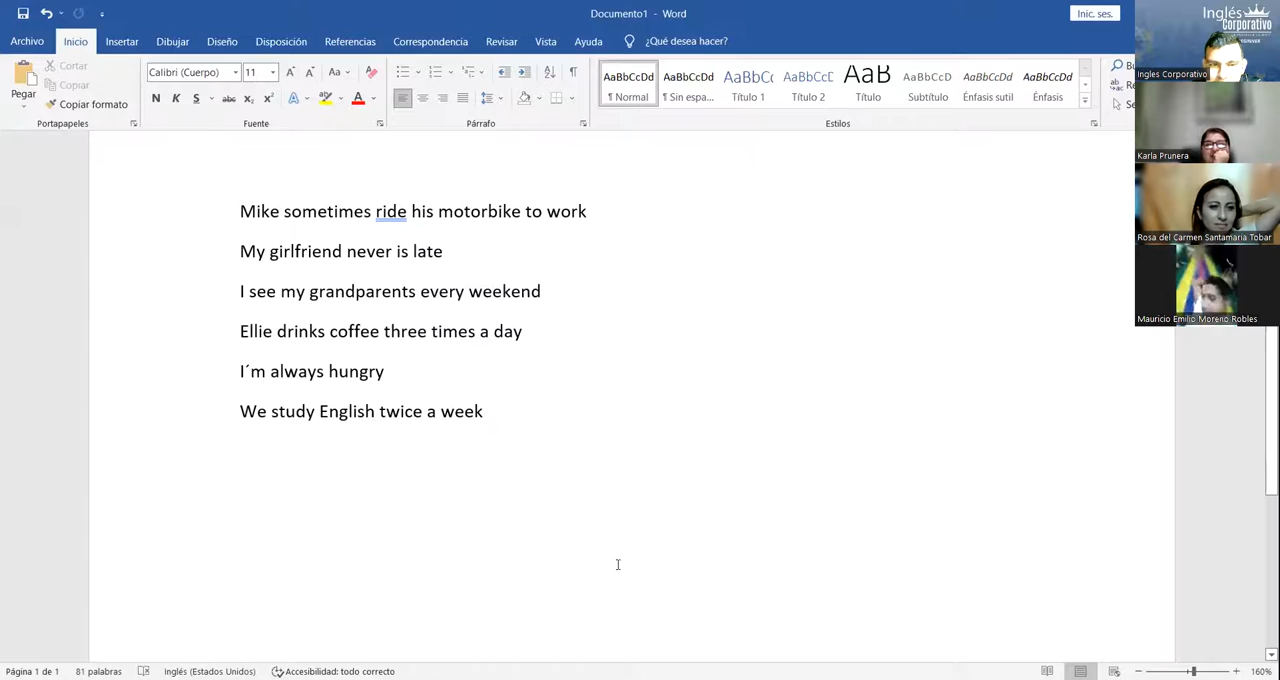 Documento1 - Word
Inic. ses.
Archivo Inicio Insertar Dibujar Diseño Disposición Referencias Correspondencia Revisar Vista Ayuda ¿Qué desea hacer?
Pegar
Cortar
Copiar
Copiar formato
Portapapeles
Calibri (Cuerpo) 11
N K S abc x₂ x²
Fuente
Párrafo
AaBbCcDd AaBbCcDd AaBbCc AaBbCcD AaB AaBbCcD AaBbCcDd AaBbCcDd
¶ Normal ¶ Sin espa... Título 1 Título 2 Título Subtítulo Énfasis sutil Énfasis
Estilos
Inglés
Corporativo
Ingles Corporativo
Karla Prunera
Rosa del Carmen Santamaria Tobar
Mauricio Emilio Moreno Robles
Mike sometimes ride his motorbike to work
My girlfriend never is late
I see my grandparents every weekend
Ellie drinks coffee three times a day
I´m always hungry
We study English twice a week
Página 1 de 1 81 palabras Inglés (Estados Unidos) Accesibilidad: todo correcto 160%